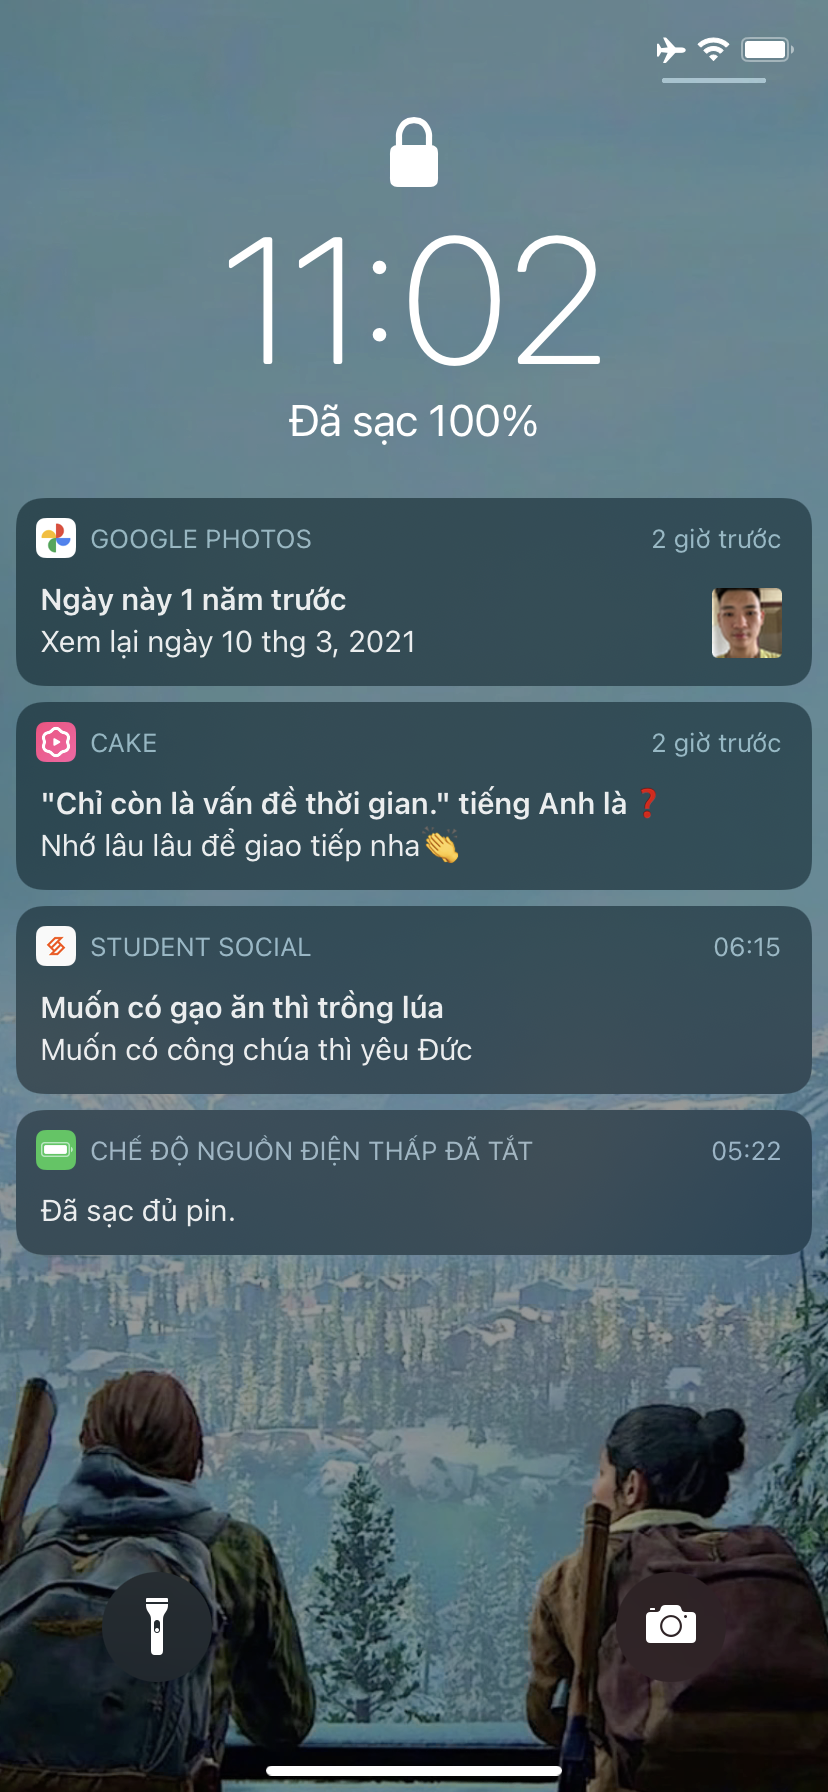 11:02
Đã sạc 100%
GOOGLE PHOTOS 2 giờ trước
Ngày này 1 năm trước
Xem lại ngày 10 thg 3, 2021
CAKE 2 giờ trước
"Chỉ còn là vấn đề thời gian." tiếng Anh là ❓
Nhớ lâu lâu để giao tiếp nha👏
STUDENT SOCIAL 06:15
Muốn có gạo ăn thì trồng lúa
Muốn có công chúa thì yêu Đức
CHẾ ĐỘ NGUỒN ĐIỆN THẤP ĐÃ TẮT 05:22
Đã sạc đủ pin.